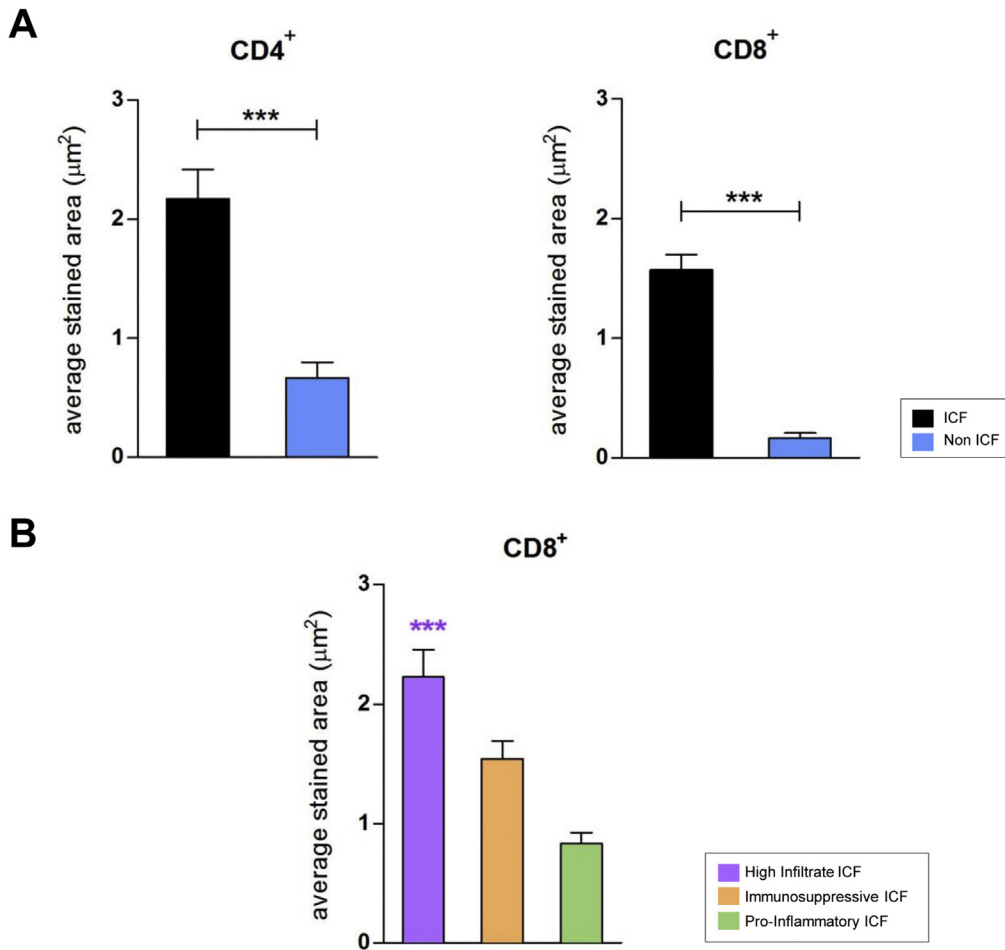 A
CD4+
average stained area (µm2)
3
2
1
0
***
CD8+
average stained area (µm2)
3
2
1
0
***
ICF
Non ICF
B
CD8+
average stained area (µm2)
3
2
1
0
***
High Infiltrate ICF
Immunosuppressive ICF
Pro-Inflammatory ICF